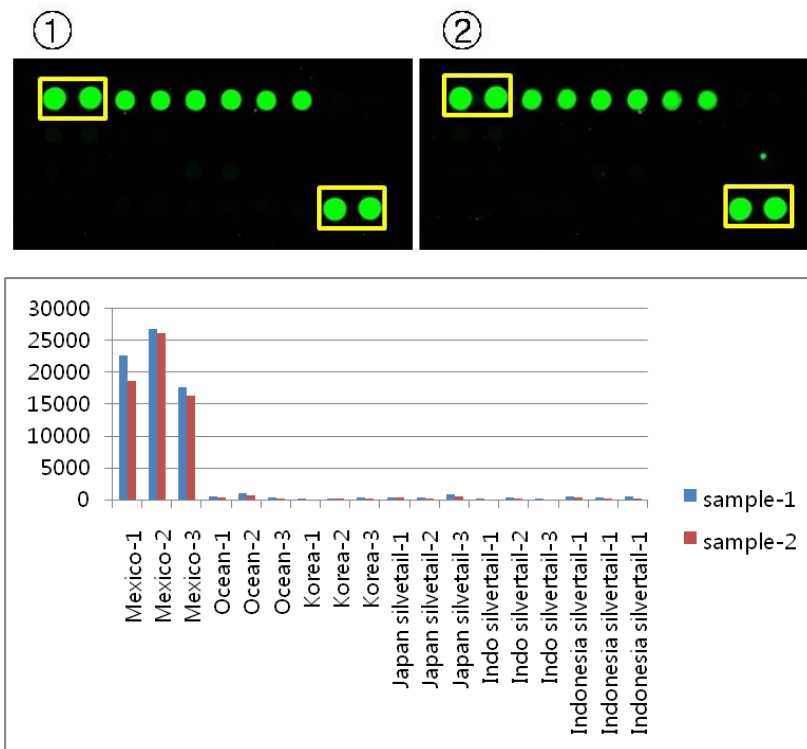 ① ②
30000
25000
20000
15000
10000
5000
0
Mexico-1
Mexico-2
Mexico-3
Ocean-1
Ocean-2
Ocean-3
Korea-1
Korea-2
Korea-3
Japan silvetail-1
Japan silvetail-2
Japan silvetail-3
Indo silvertail-1
Indo silvertail-2
Indo silvertail-3
Indonesia silvertail-1
Indonesia silvertail-1
Indonesia silvertail-1
sample-1
sample-2